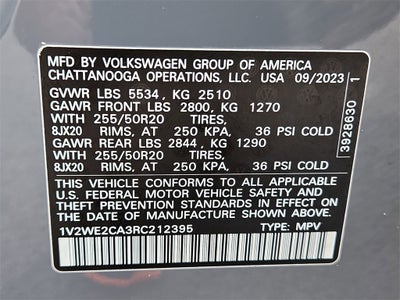 MFD BY VOLKSWAGEN GROUP OF AMERICA
CHATTANOOGA OPERATIONS, LLC. USA 09/2023
GVWR LBS 5534 , KG 2510
GAWR FRONT LBS 2800, KG 1270
WITH 255/50R20 TIRES,
8JX20 RIMS, AT 250 KPA, 36 PSI COLD
GAWR REAR LBS 2844 , KG 1290
WITH 255/50R20 TIRES,
8JX20 RIMS, AT 250 KPA, 36 PSI COLD
THIS VEHICLE CONFORMS TO ALL APPLICABLE
U.S. FEDERAL MOTOR VEHICLE SAFETY AND
THEFT PREVENTION STANDARDS IN EFFECT ON
THE DATE OF MANUFACTURE SHOWN ABOVE.
1V2WE2CA3RC212395 TYPE: MPV
3928630 1